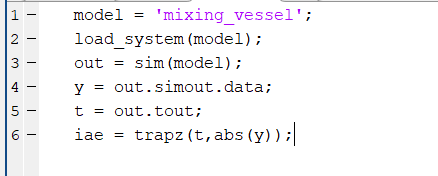 1 – model = 'mixing_vessel';
2 – load_system(model);
3 – out = sim(model);
4 – y = out.simout.data;
5 – t = out.tout;
6 – iae = trapz(t,abs(y));